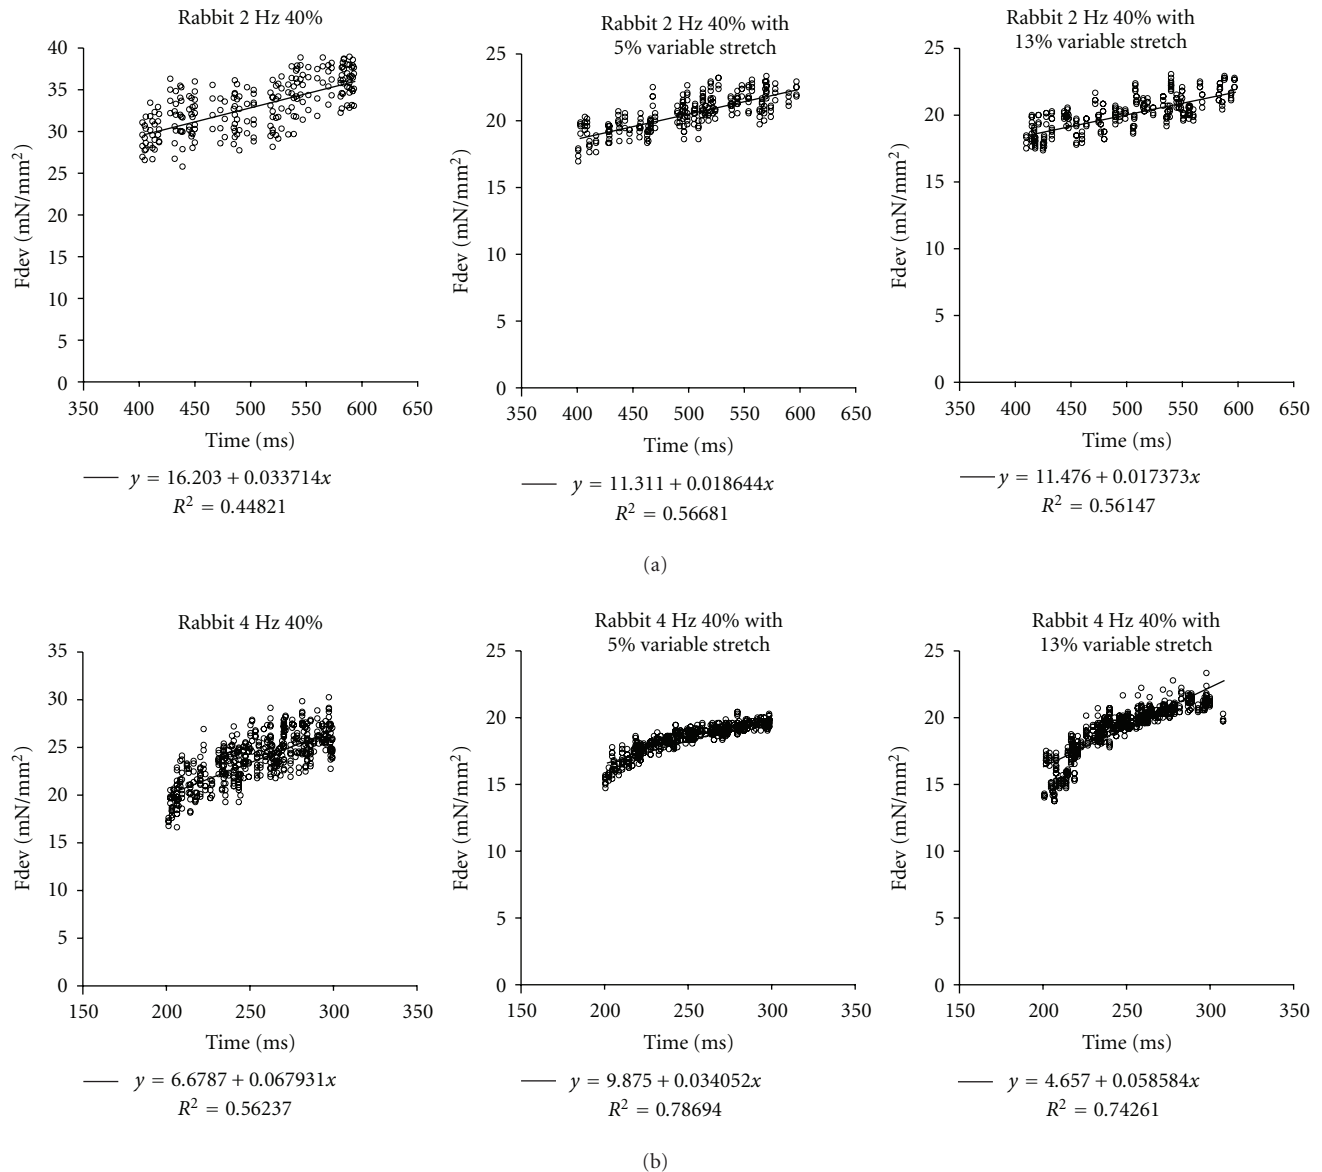 Rabbit 2 Hz 40%
40
35
30
25
20
15
10
5
0
Fdev (mN/mm²)
350 400 450 500 550 600 650
Time (ms)
y = 16.203 + 0.033714x
R² = 0.44821
Rabbit 2 Hz 40% with
5% variable stretch
25
20
15
10
5
0
Fdev (mN/mm²)
350 400 450 500 550 600 650
Time (ms)
y = 11.311 + 0.018644x
R² = 0.56681
Rabbit 2 Hz 40% with
13% variable stretch
25
20
15
10
5
0
Fdev (mN/mm²)
350 400 450 500 550 600 650
Time (ms)
y = 11.476 + 0.017373x
R² = 0.56147
(a)
Rabbit 4 Hz 40%
35
30
25
20
15
10
5
0
Fdev (mN/mm²)
150 200 250 300 350
Time (ms)
y = 6.6787 + 0.067931x
R² = 0.56237
Rabbit 4 Hz 40% with
5% variable stretch
25
20
15
10
5
0
Fdev (mN/mm²)
150 200 250 300 350
Time (ms)
y = 9.875 + 0.034052x
R² = 0.78694
Rabbit 4 Hz 40% with
13% variable stretch
25
20
15
10
5
0
Fdev (mN/mm²)
150 200 250 300 350
Time (ms)
y = 4.657 + 0.058584x
R² = 0.74261
(b)